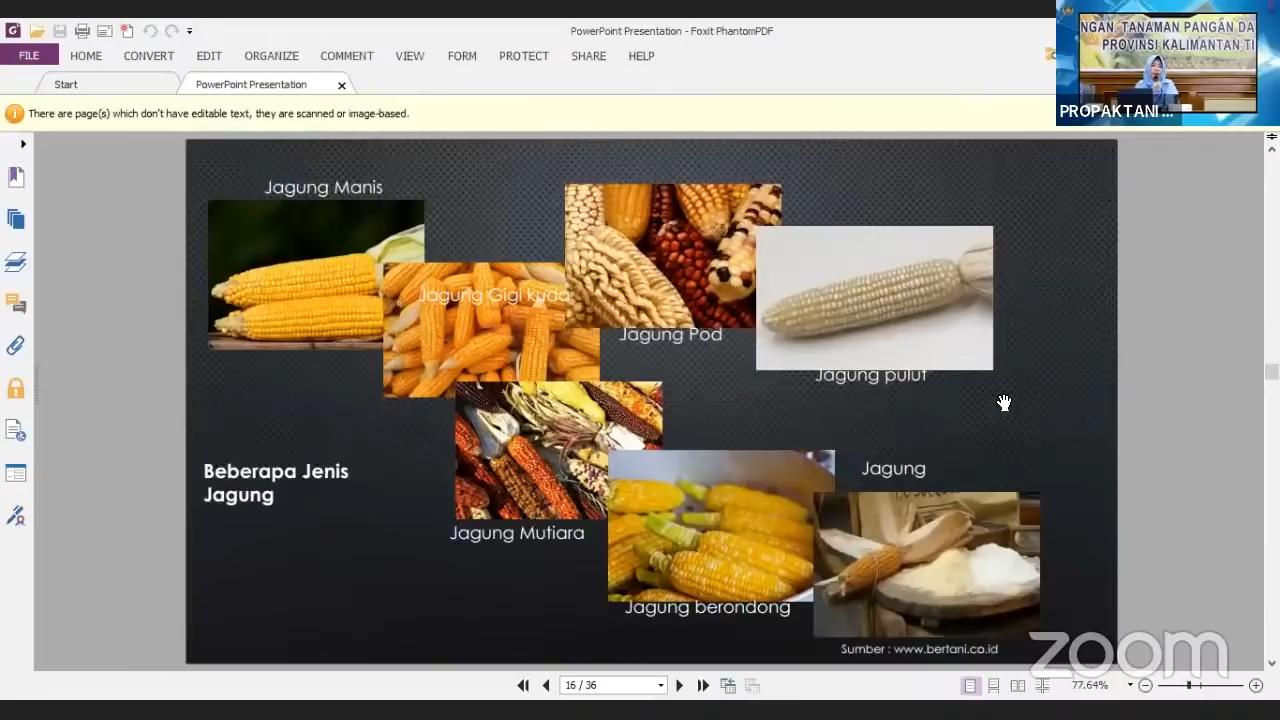 PowerPoint Presentation - Foxit PhantomPDF
FILE HOME CONVERT EDIT ORGANIZE COMMENT VIEW FORM PROTECT SHARE HELP
Start
PowerPoint Presentation
There are page(s) which don't have editable text, they are scanned or image-based.
NGAN, TANAMAN PANGAN DA
PROVINSI KALIMANTAN TI
PROPAKTANI ...
Jagung Manis
Jagung Gigi kuda
Jagung Pod
Jagung pulut
Beberapa Jenis
Jagung
Jagung Mutiara
Jagung
Jagung berondong
Sumber : www.bertani.co.id
zoom
16 / 36
77.64%